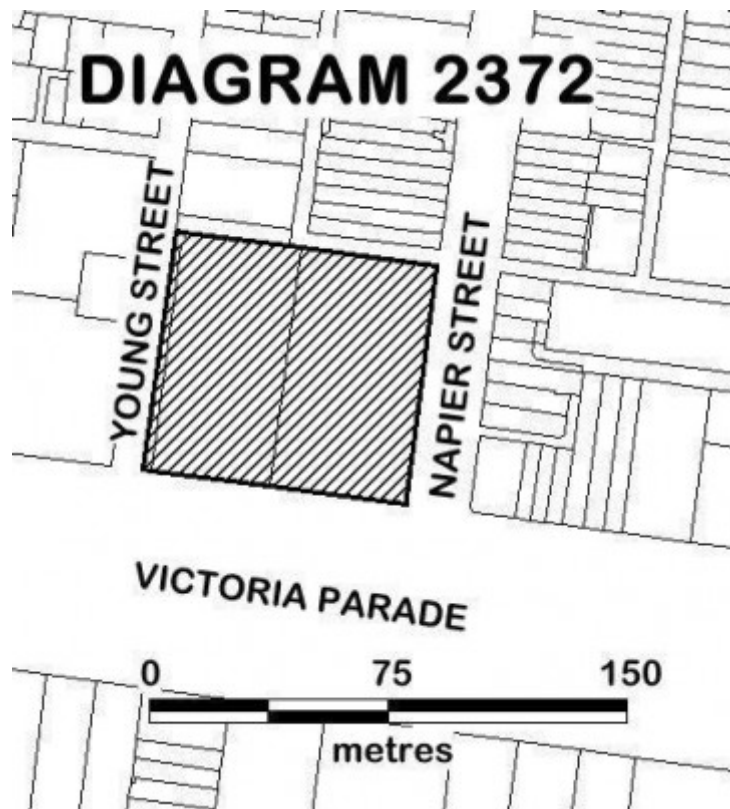 DIAGRAM 2372
YOUNG STREET
NAPIER STREET
VICTORIA PARADE
0 75 150
metres